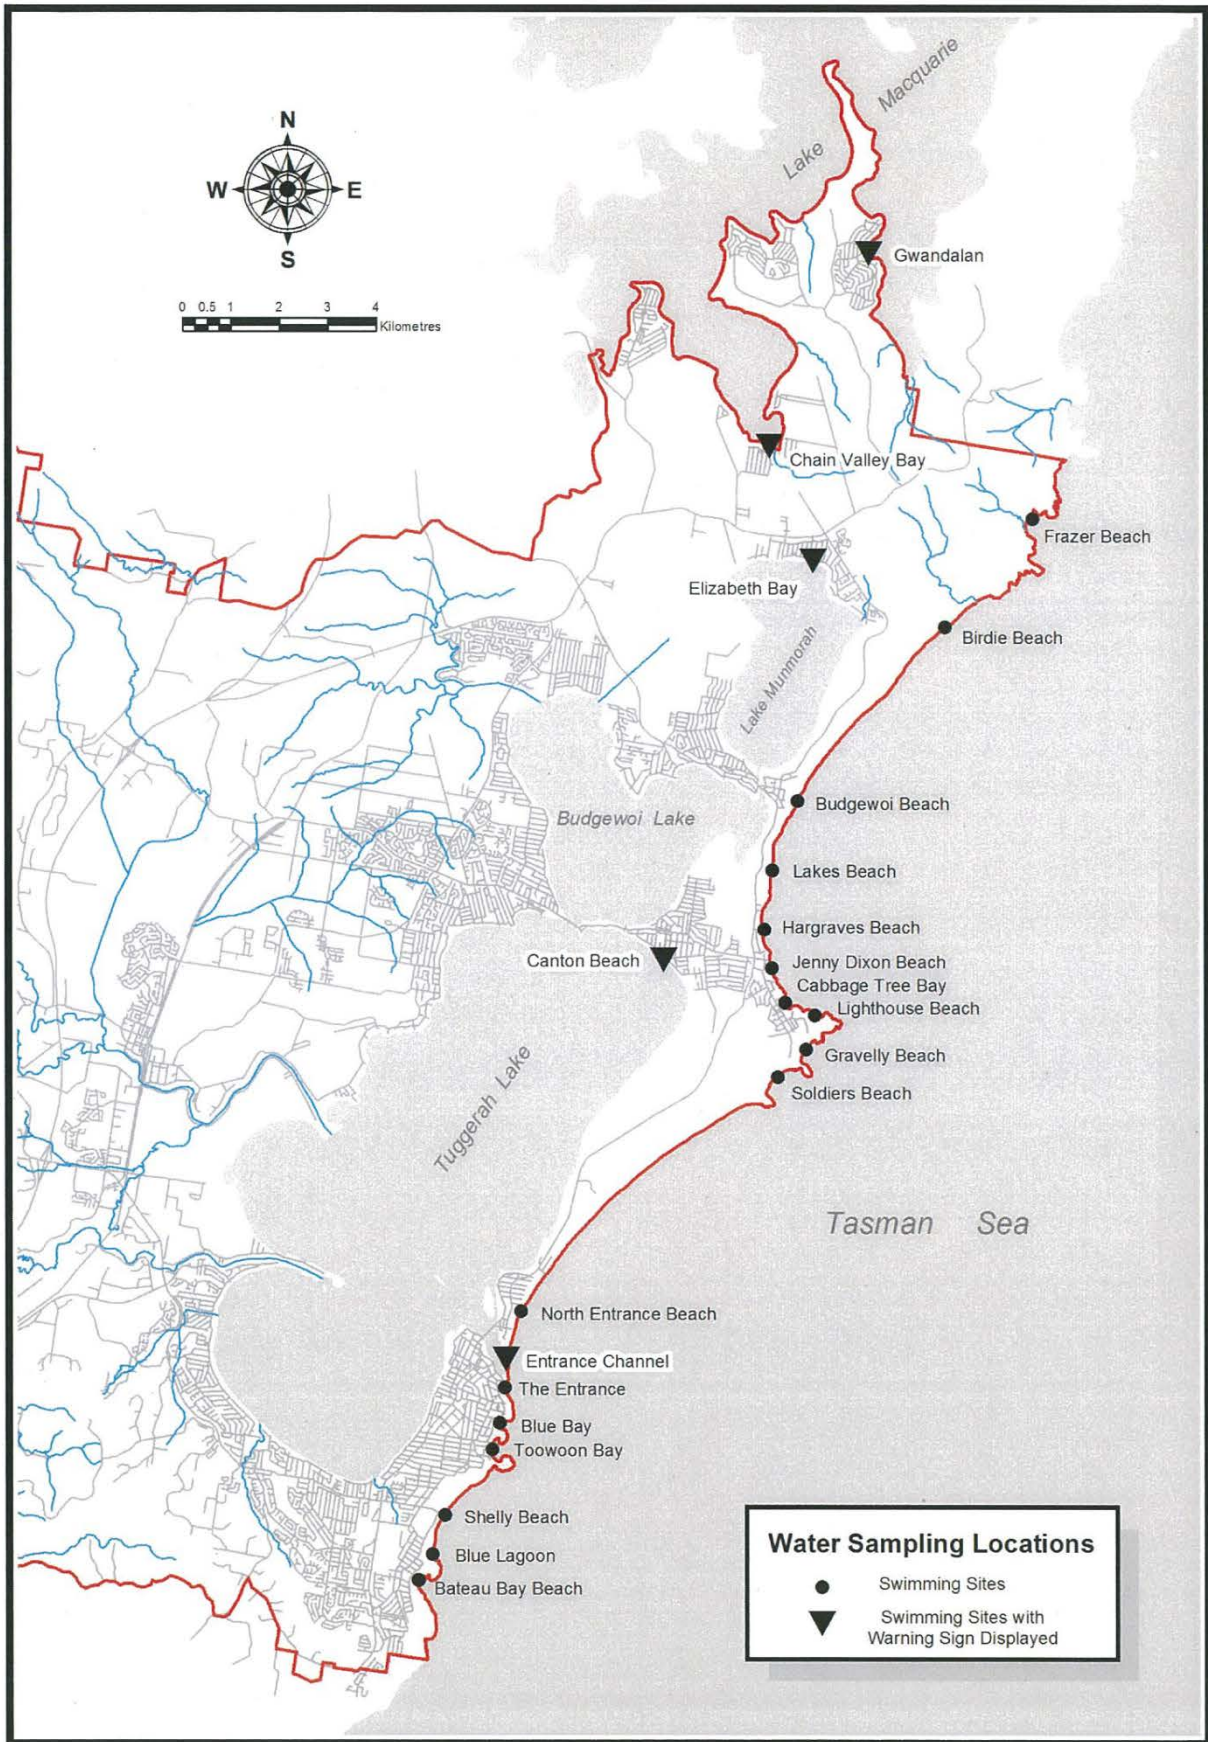 Lake Macquarie
N
W E
S
0 0.5 1 2 3 4
Kilometres
Gwandalan
Chain Valley Bay
Frazer Beach
Elizabeth Bay
Birdie Beach
Lake Munmorah
Budgewoi Beach
Budgewoi Lake
Lakes Beach
Hargraves Beach
Canton Beach
Jenny Dixon Beach
Cabbage Tree Bay
Lighthouse Beach
Gravelly Beach
Soldiers Beach
Tuggerah Lake
Tasman Sea
North Entrance Beach
Entrance Channel
The Entrance
Blue Bay
Toowoon Bay
Shelly Beach
Blue Lagoon
Bateau Bay Beach
Water Sampling Locations
Swimming Sites
Swimming Sites with
Warning Sign Displayed